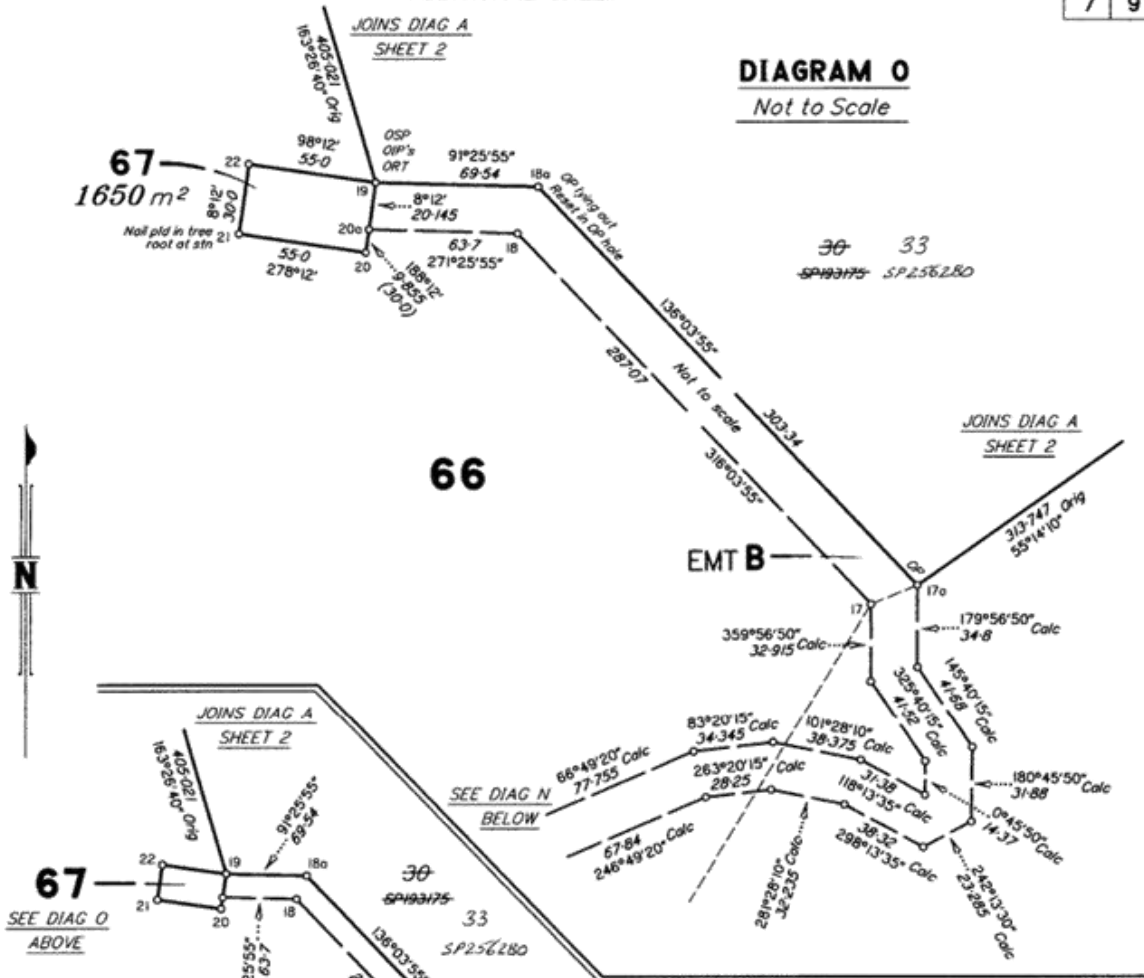 7 9
JOINS DIAG A
SHEET 2
DIAGRAM O
Not to Scale
405·021
163°26'40" Orig
OSP
OIP's
ORT
98°12'
55·0
91°25'55"
69·54
67
1650 m²
22
19
18a
8°12'
30·0
8°12'
20·145
OP lying out
Reset in OP hole
Nail pld in tree
root at stn
21
20a
18
55·0
278°12'
20
63·7
271°25'55"
188°12'
9·855
(30·0)
30 33
SP193175 SP256280
136°03'55"
287·07
Not to scale
303·34
316°03'55"
JOINS DIAG A
SHEET 2
66
313·747 Orig
55°14'10"
EMT B
OP
17a
17
N
359°56'50" Calc
32·915
179°56'50" Calc
34·8
325°40'15" Calc
41·52
145°40'15" Calc
41·68
83°20'15" Calc
34·345
101°28'10" Calc
38·375
66°49'20" Calc
77·755
263°20'15" Calc
28·25
31·38
118°13'35" Calc
180°45'50" Calc
31·88
0°45'50" Calc
14·37
SEE DIAG N
BELOW
67·84
246°49'20" Calc
281°28'10" Calc
32·235
38·32
298°13'35" Calc
242°13'30" Calc
23·285
JOINS DIAG A
SHEET 2
405·021
163°26'40" Orig
91°25'55"
69·54
22
19
18a
67
21
20
18
SEE DIAG O
ABOVE
30
SP193175
33
SP256280
25'55"
63·7
136°03'55"